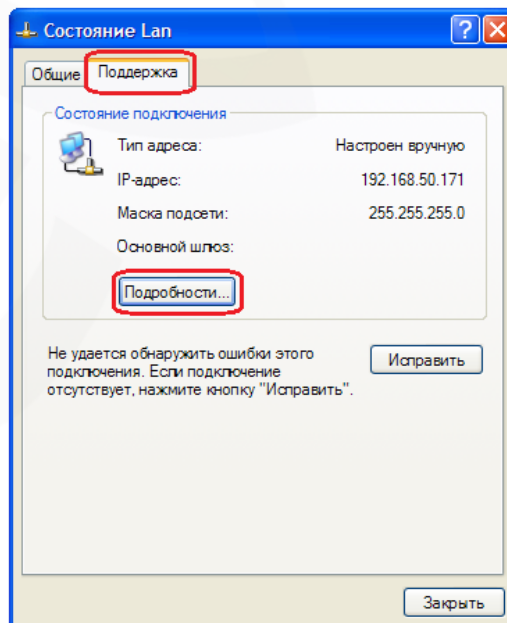 Состояние Lan
Общие Поддержка
Состояние подключения
Тип адреса: Настроен вручную
IP-адрес: 192.168.50.171
Маска подсети: 255.255.255.0
Основной шлюз:
Подробности...
Не удается обнаружить ошибки этого
подключения. Если подключение
отсутствует, нажмите кнопку "Исправить".
Исправить
Закрыть